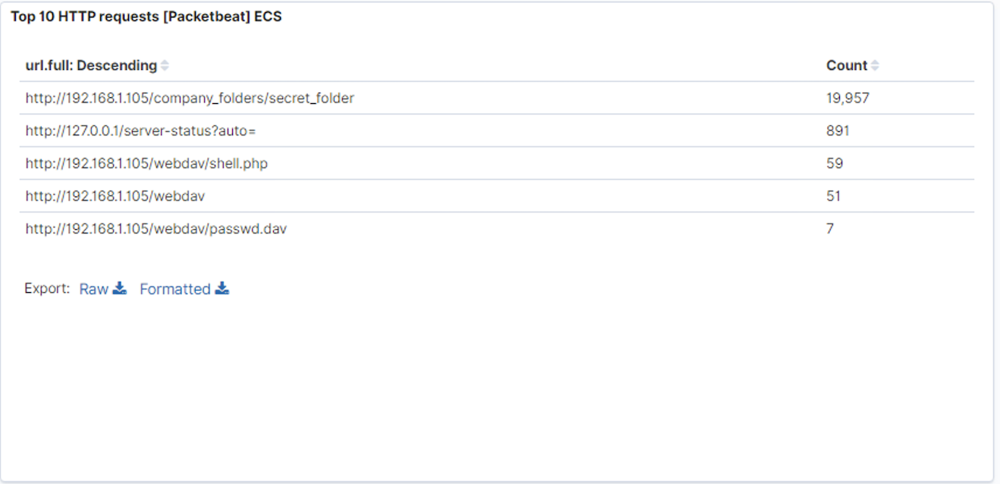 Top 10 HTTP requests [Packetbeat] ECS
url.full: Descending Count
http://192.168.1.105/company_folders/secret_folder 19,957
http://127.0.0.1/server-status?auto= 891
http://192.168.1.105/webdav/shell.php 59
http://192.168.1.105/webdav 51
http://192.168.1.105/webdav/passwd.dav 7
Export: Raw Formatted